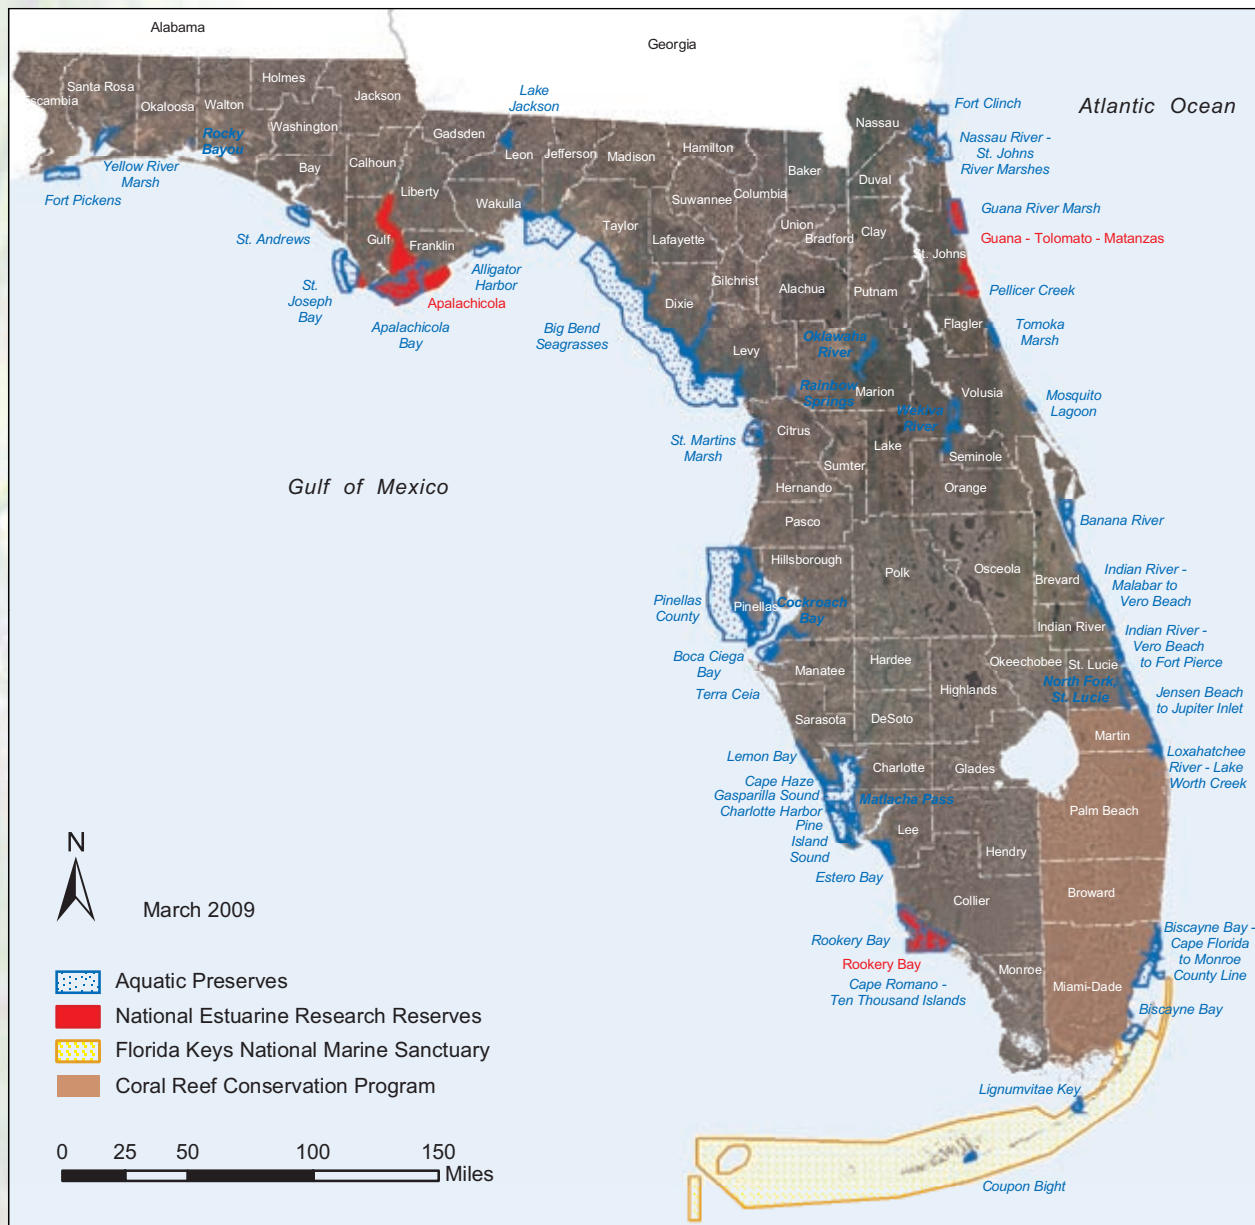 Alabama
Georgia
Atlantic Ocean
Gulf of Mexico
Escambia
Santa Rosa
Okaloosa
Walton
Holmes
Washington
Jackson
Bay
Calhoun
Gadsden
Liberty
Gulf
Franklin
Leon
Wakulla
Jefferson
Madison
Taylor
Hamilton
Suwannee
Lafayette
Columbia
Dixie
Gilchrist
Levy
Baker
Union
Bradford
Alachua
Nassau
Duval
Clay
St. Johns
Putnam
Flagler
Marion
Volusia
Citrus
Lake
Sumter
Seminole
Hernando
Orange
Pasco
Hillsborough
Pinellas
Polk
Osceola
Brevard
Indian River
Manatee
Hardee
Okeechobee
St. Lucie
Highlands
Sarasota
DeSoto
Martin
Charlotte
Glades
Palm Beach
Lee
Hendry
Broward
Collier
Monroe
Miami-Dade
Fort Pickens
Yellow River
Marsh
Rocky
Bayou
St. Andrews
St.
Joseph
Bay
Apalachicola
Apalachicola
Bay
Alligator
Harbor
Lake
Jackson
Big Bend
Seagrasses
Fort Clinch
Nassau River -
St. Johns
River Marshes
Guana River Marsh
Guana - Tolomato - Matanzas
Pellicer Creek
Tomoka
Marsh
Mosquito
Lagoon
Oklawaha
River
Rainbow
Springs
Wekiva
River
St. Martins
Marsh
Banana River
Indian River -
Malabar to
Vero Beach
Indian River -
Vero Beach
to Fort Pierce
North Fork,
St. Lucie
Jensen Beach
to Jupiter Inlet
Loxahatchee
River - Lake
Worth Creek
Pinellas
County
Cockroach
Bay
Boca Ciega
Bay
Terra Ceia
Lemon Bay
Cape Haze
Gasparilla Sound
Charlotte Harbor
Matlacha Pass
Pine
Island
Sound
Estero Bay
Rookery Bay
Rookery Bay
Cape Romano -
Ten Thousand Islands
Biscayne Bay -
Cape Florida
to Monroe
County Line
Biscayne Bay
Lignumvitae Key
Coupon Bight
N
March 2009
Aquatic Preserves
National Estuarine Research Reserves
Florida Keys National Marine Sanctuary
Coral Reef Conservation Program
0 25 50 100 150
Miles